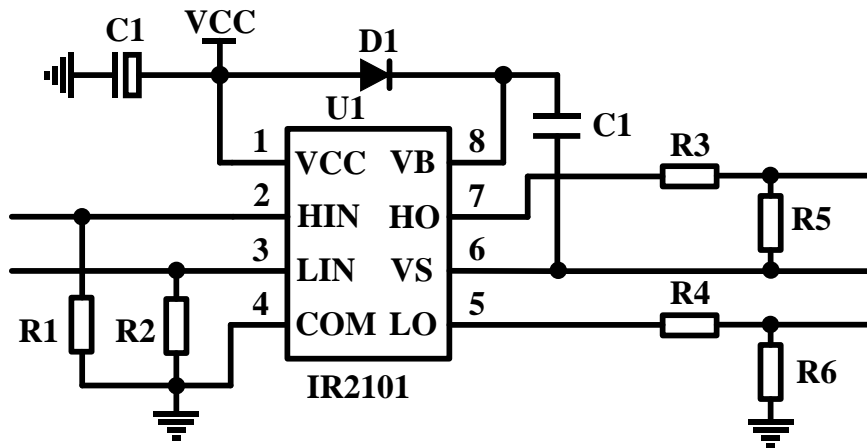 C1
VCC
D1
U1
1
8
C1
VCC
VB
R3
2
7
HIN
HO
R5
3
6
LIN
VS
R4
4
5
R1
R2
COM
LO
R6
IR2101